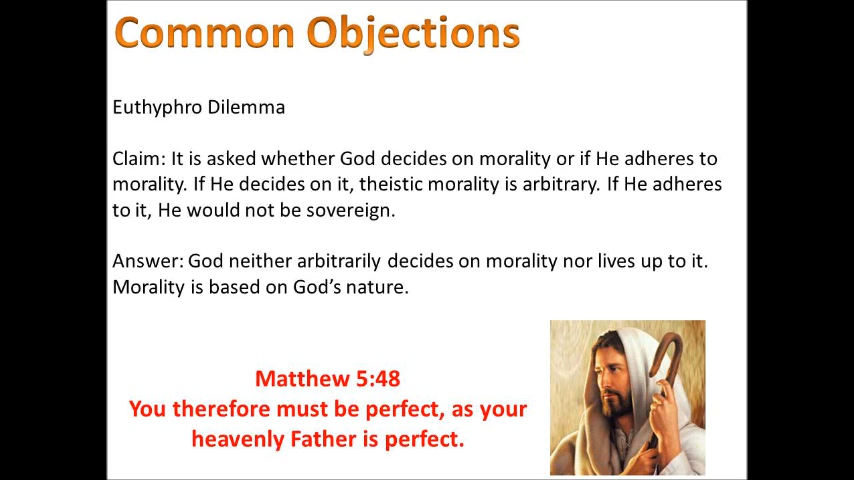 Common Objections
Euthyphro Dilemma
Claim: It is asked whether God decides on morality or if He adheres to
morality. If He decides on it, theistic morality is arbitrary. If He adheres
to it, He would not be sovereign.
Answer: God neither arbitrarily decides on morality nor lives up to it.
Morality is based on God’s nature.
Matthew 5:48
You therefore must be perfect, as your
heavenly Father is perfect.